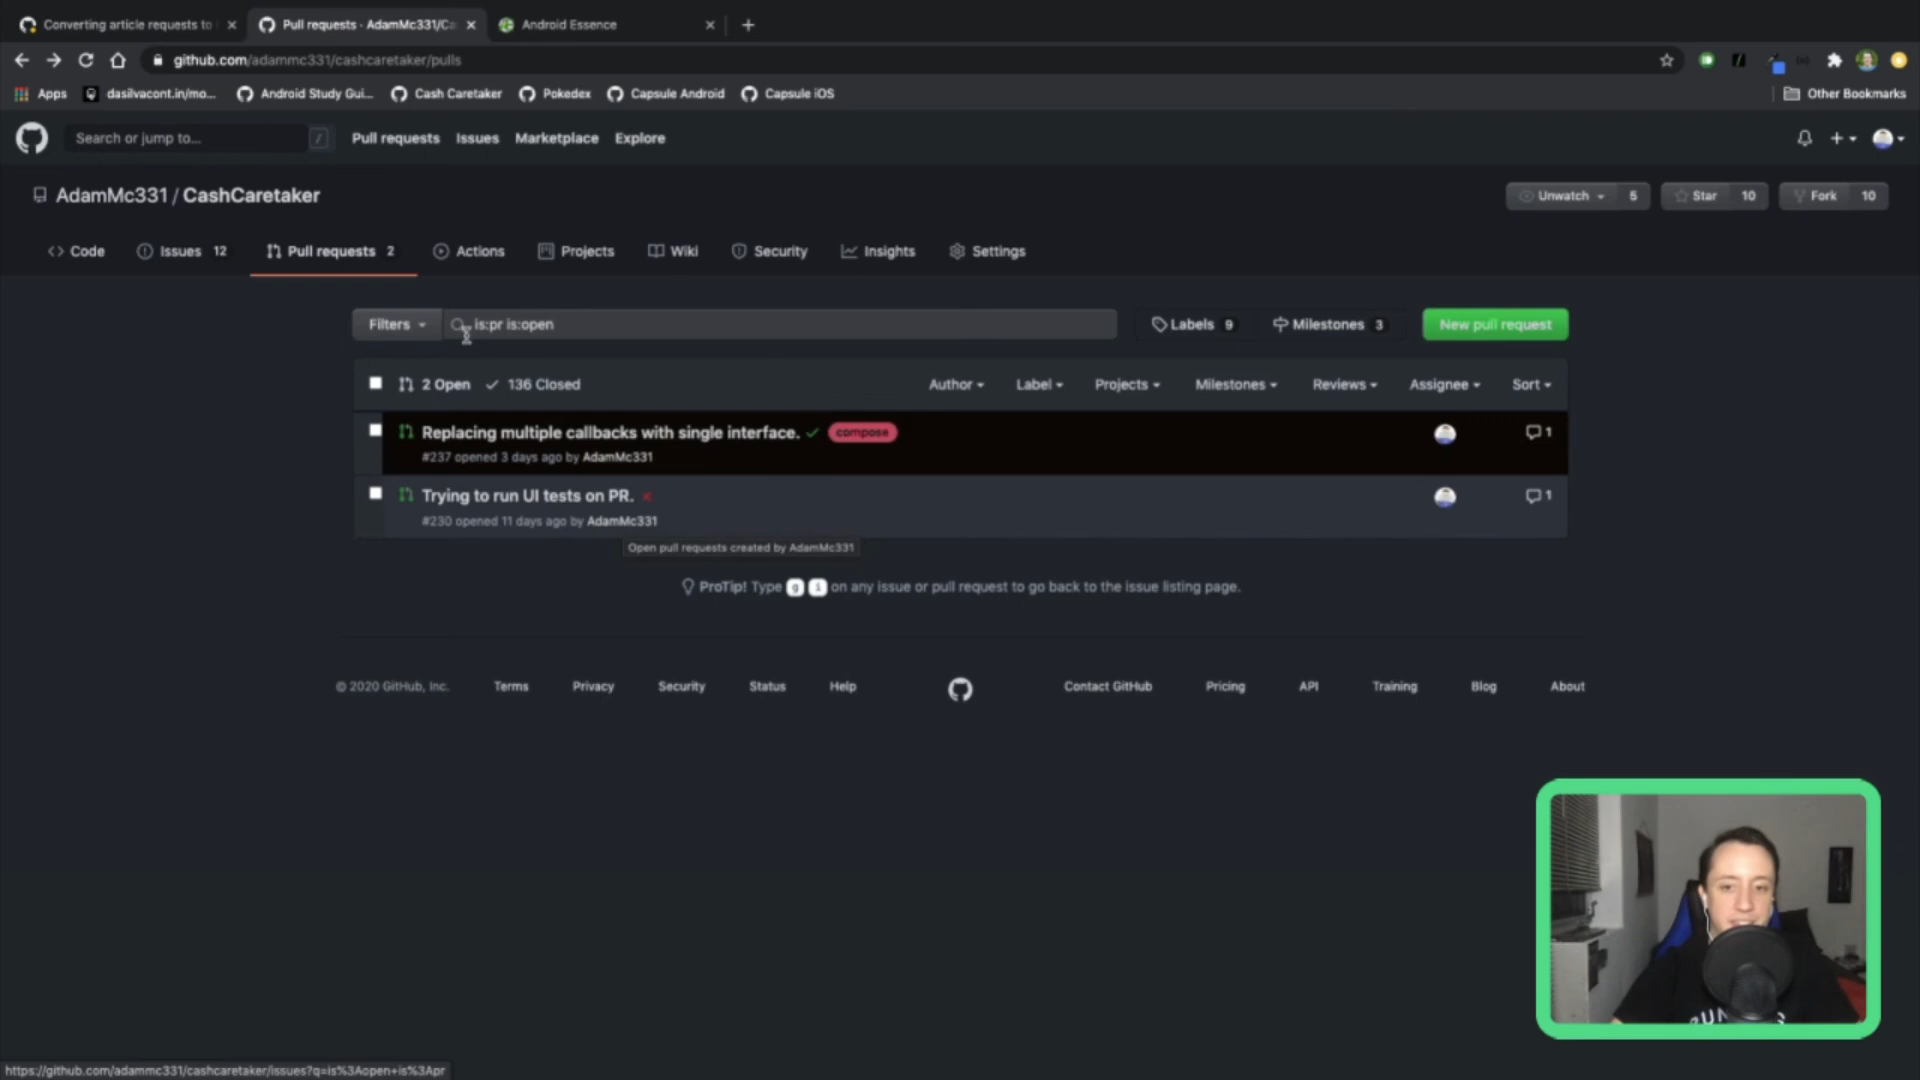 Converting article requests to
Pull requests · AdamMc331/Ca
Android Essence
github.com/adammc331/cashcaretaker/pulls
Apps
dasilvacont.in/mo...
Android Study Gui...
Cash Caretaker
Pokedex
Capsule Android
Capsule iOS
Other Bookmarks
Search or jump to...
/
Pull requests
Issues
Marketplace
Explore
AdamMc331 / CashCaretaker
Unwatch 5
Star 10
Fork 10
Code
Issues 12
Pull requests 2
Actions
Projects
Wiki
Security
Insights
Settings
Filters
is:pr is:open
Labels 9
Milestones 3
New pull request
2 Open
136 Closed
Author
Label
Projects
Milestones
Reviews
Assignee
Sort
Replacing multiple callbacks with single interface.
compose
1
#237 opened 3 days ago by AdamMc331
Trying to run UI tests on PR.
1
#230 opened 11 days ago by AdamMc331
Open pull requests created by AdamMc331
ProTip! Type g i on any issue or pull request to go back to the issue listing page.
© 2020 GitHub, Inc.
Terms
Privacy
Security
Status
Help
Contact GitHub
Pricing
API
Training
Blog
About
https://github.com/adammc331/cashcaretaker/issues?q=is%3Aopen+is%3Apr